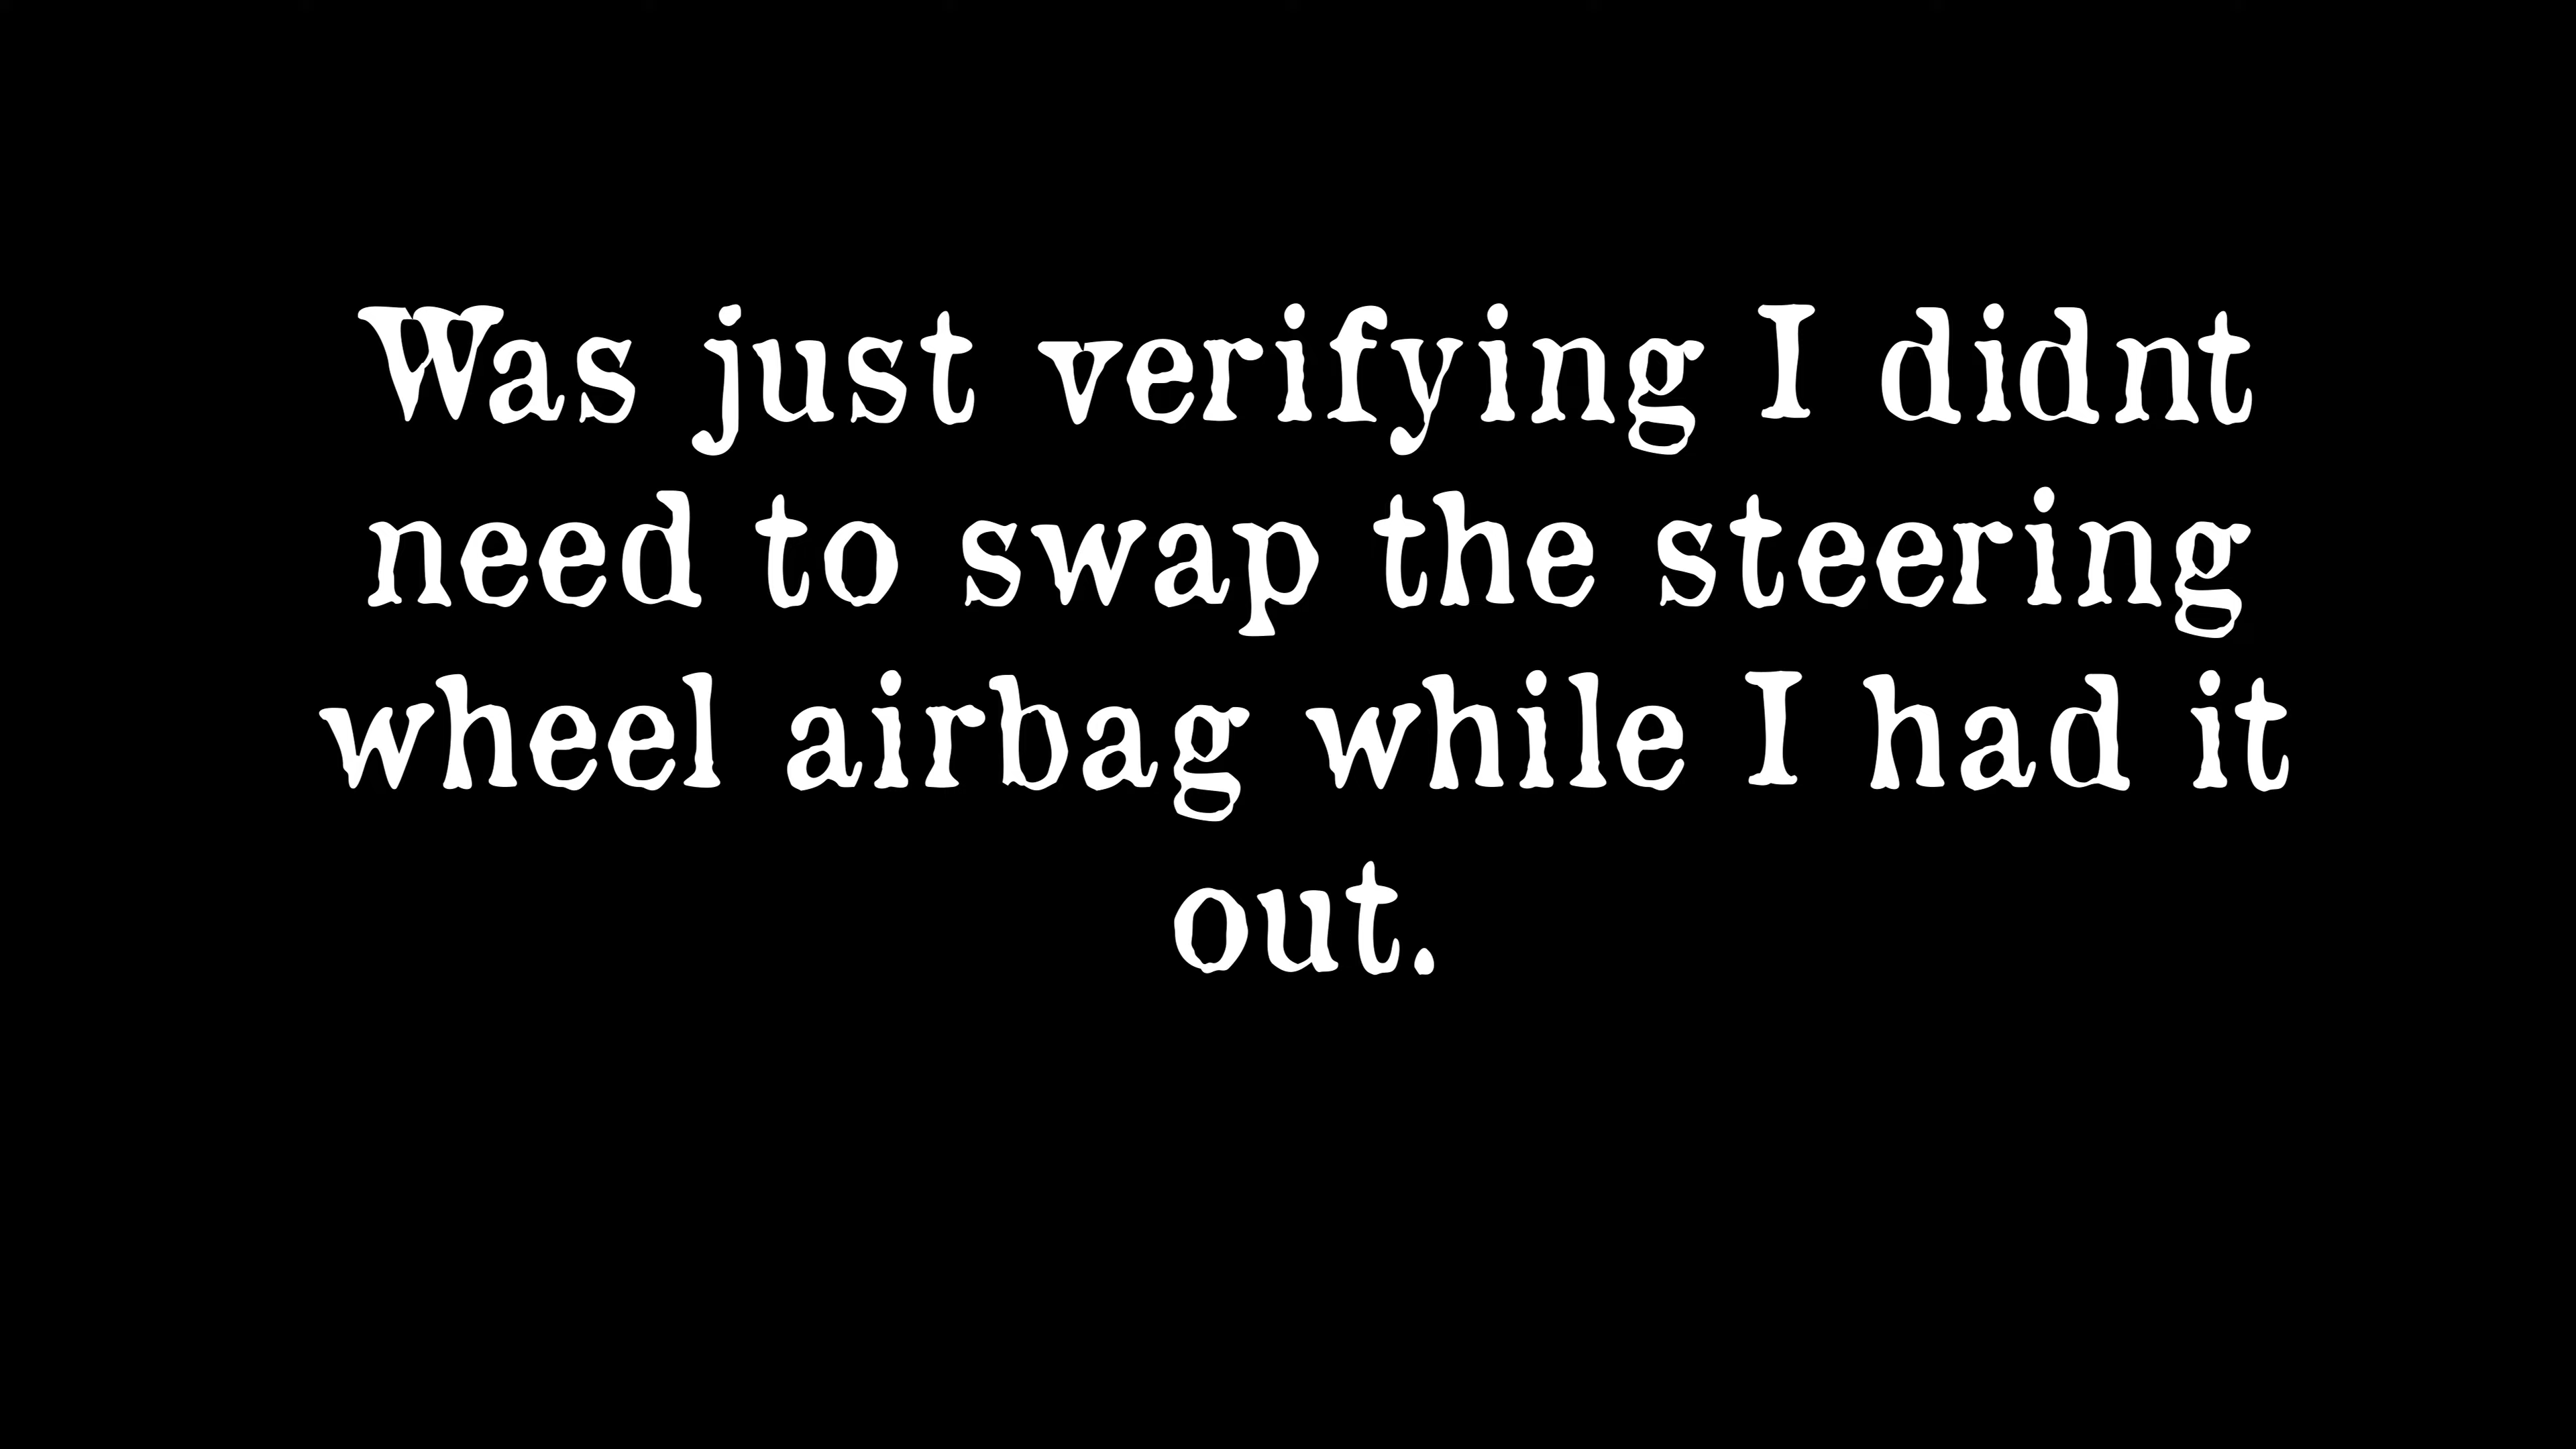 Was just verifying I didnt
need to swap the steering
wheel airbag while I had it
out.